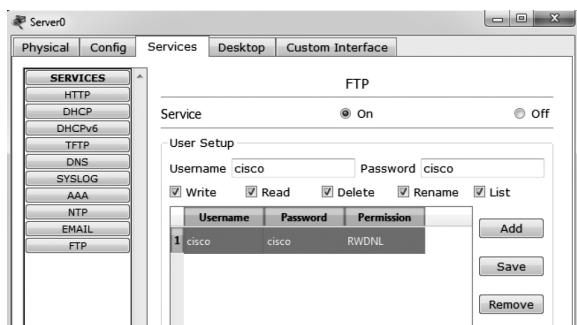 Server0
Physical Config Services Desktop Custom Interface
SERVICES
HTTP
DHCP
DHCPv6
TFTP
DNS
SYSLOG
AAA
NTP
EMAIL
FTP
FTP
Service On Off
User Setup
Username cisco Password cisco
Write Read Delete Rename List
Username Password Permission
1 cisco cisco RWDNL
Add
Save
Remove